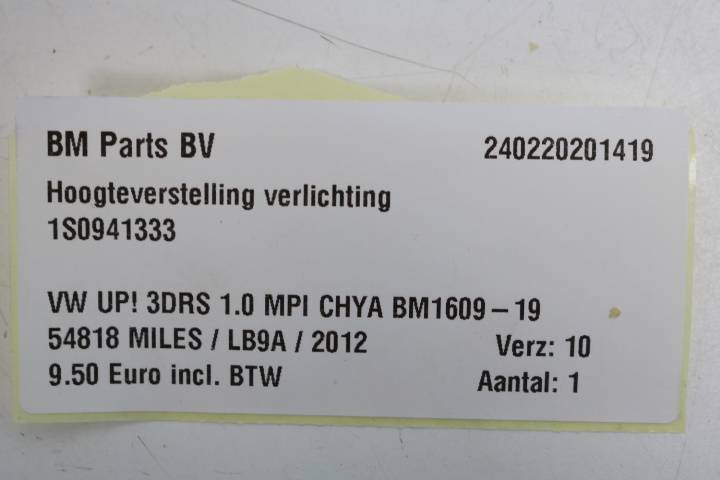 BM Parts BV 240220201419
Hoogteverstelling verlichting
1S0941333
VW UP! 3DRS 1.0 MPI CHYA BM1609-19
54818 MILES / LB9A / 2012 Verz: 10
9.50 Euro incl. BTW Aantal: 1